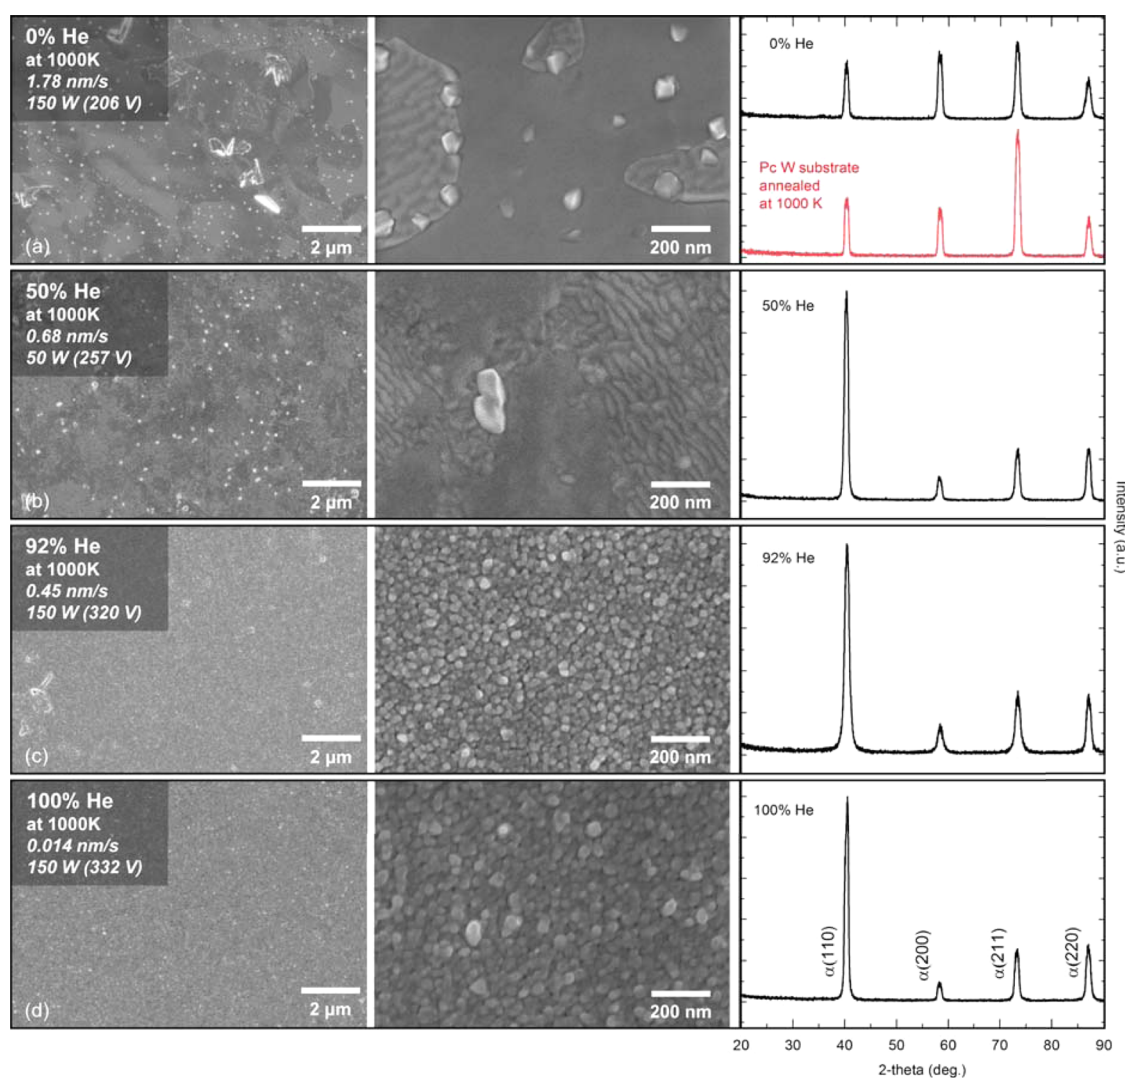 0% He
at 1000K
1.78 nm/s
150 W (206 V)
(a)
2 µm
200 nm
0% He
Pc W substrate
annealed
at 1000 K
50% He
at 1000K
0.68 nm/s
50 W (257 V)
(b)
2 µm
200 nm
50% He
Intensity (a.u.)
92% He
at 1000K
0.45 nm/s
150 W (320 V)
(c)
2 µm
200 nm
92% He
100% He
at 1000K
0.014 nm/s
150 W (332 V)
(d)
2 µm
200 nm
100% He
α(110)
α(200)
α(211)
α(220)
20 30 40 50 60 70 80 90
2-theta (deg.)